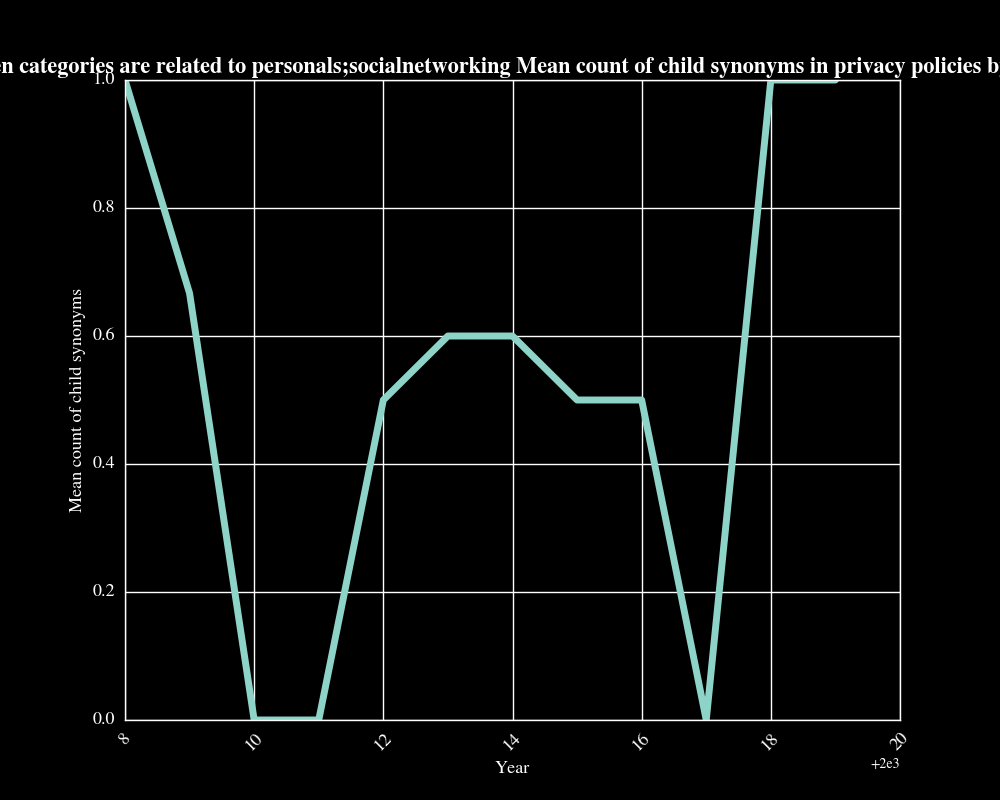 en categories are related to personals;socialnetworking Mean count of child synonyms in privacy policies b
1.0
0.8
0.6
0.4
0.2
0.0
Mean count of child synonyms
8 10 12 14 16 18 20
Year
+2e3